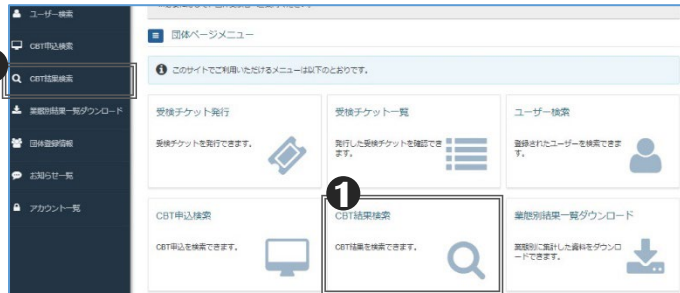 ユーザー検索
CBT申込検索
CBT結果検索
業態別結果一覧ダウンロード
団体登録情報
お知らせ一覧
アカウント一覧
団体ページメニュー
このサイトでご利用いただけるメニューは以下のとおりです。
受検チケット発行
受検チケットを発行できます。
受検チケット一覧
発行した受検チケットを確認でき
ます。
ユーザー検索
登録されたユーザーを検索できま
す。
CBT申込検索
CBT申込を検索できます。
1
CBT結果検索
CBT結果を検索できます。
業態別結果一覧ダウンロード
業態別に集計した資料をダウンロ
ードできます。